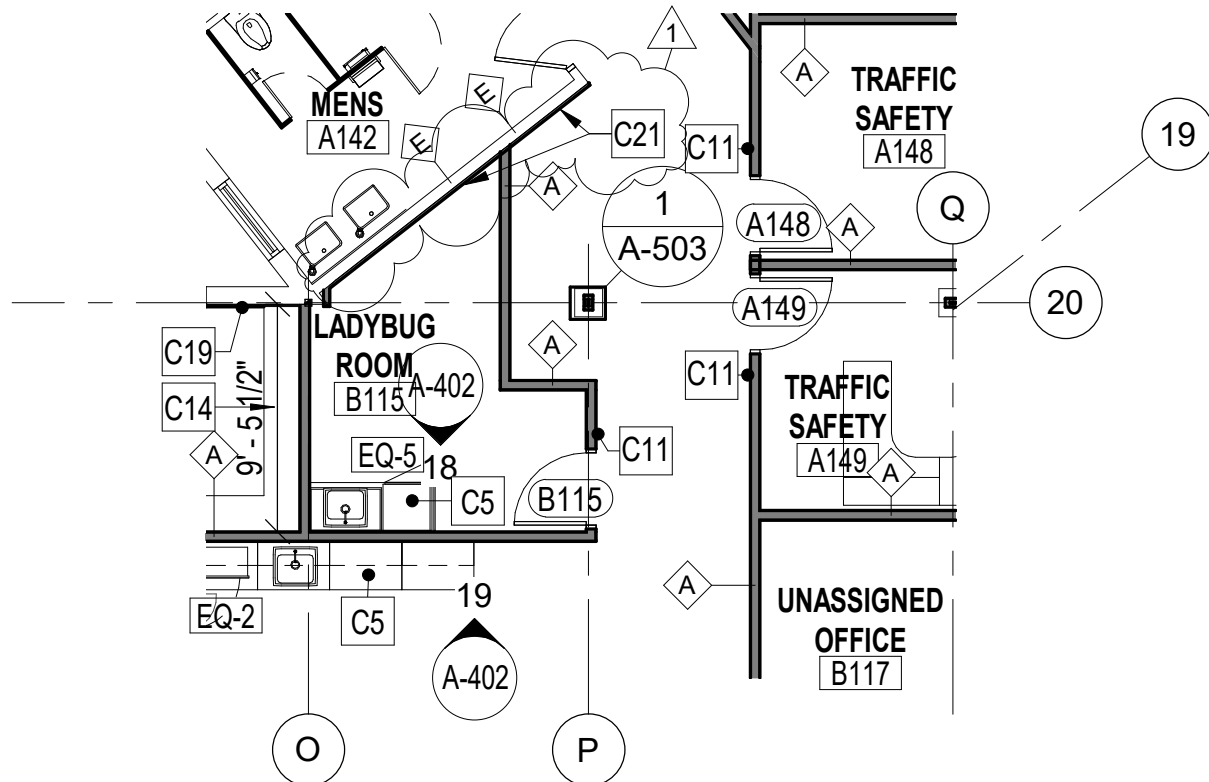 1
A
TRAFFIC
SAFETY
A148
19
MENS
A142
E
E
C21
C11
A
1
A-503
A148
A
Q
A149
20
C19
LADYBUG
ROOM
B115
A-402
18
A
C11
TRAFFIC
SAFETY
A149
A
C14
9' - 5 1/2"
A
EQ-5
C5
C11
B115
EQ-2
C5
19
A-402
A
UNASSIGNED
OFFICE
B117
O
P